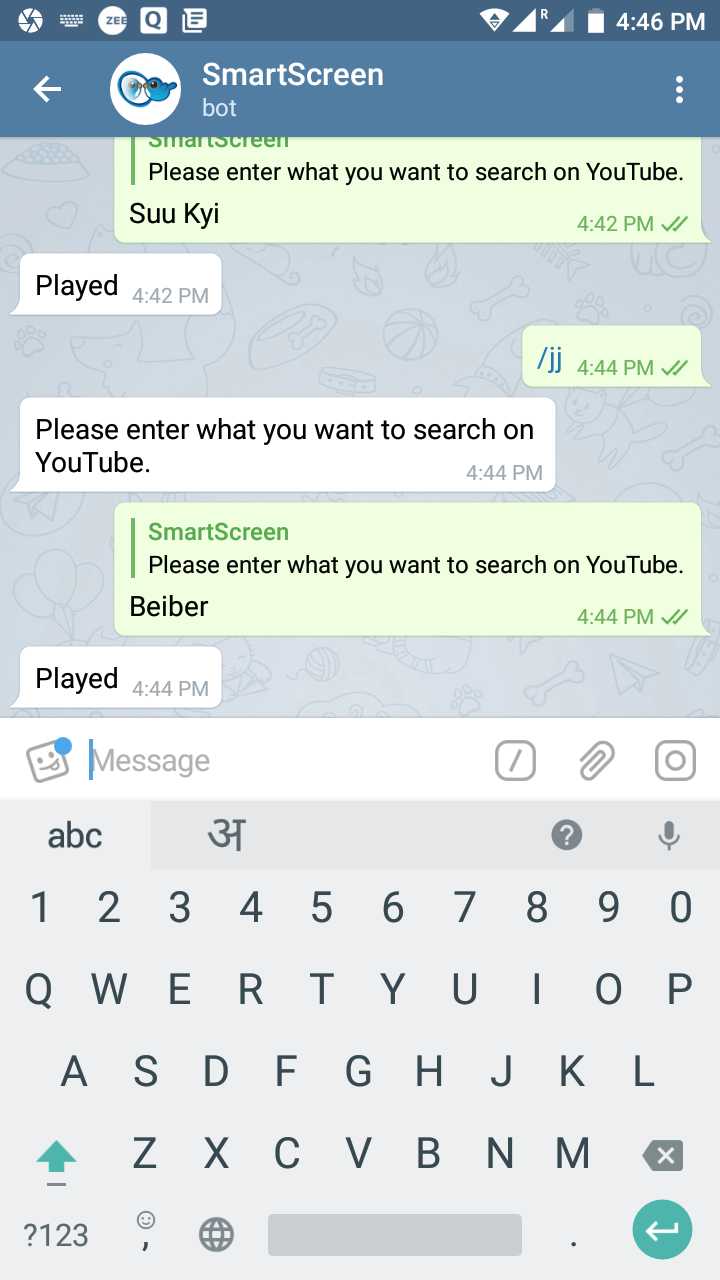 ZEE
Q
R
4:46 PM
SmartScreen
bot
SmartScreen
Please enter what you want to search on YouTube.
Suu Kyi
4:42 PM
Played 4:42 PM
/jj 4:44 PM
Please enter what you want to search on
YouTube.
4:44 PM
SmartScreen
Please enter what you want to search on YouTube.
Beiber
4:44 PM
Played 4:44 PM
Message
/
abc अ ?
1 2 3 4 5 6 7 8 9 0
Q W E R T Y U I O P
A S D F G H J K L
Z X C V B N M
?123 , .